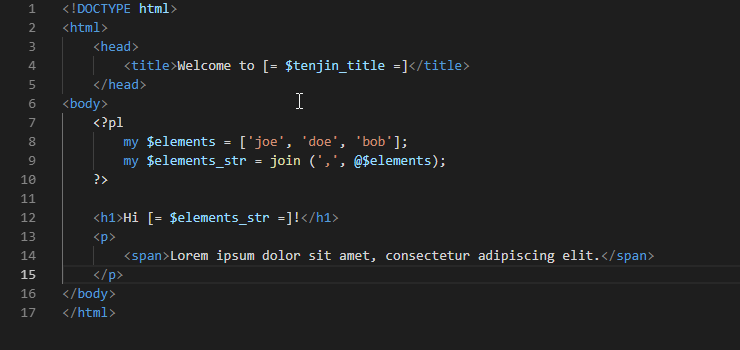 1 <!DOCTYPE html>
2 <html>
3     <head>
4         <title>Welcome to [= $tenjin_title =]</title>
5     </head>
6 <body>
7     <?pl
8         my $elements = ['joe', 'doe', 'bob'];
9         my $elements_str = join (',', @$elements);
10     ?>
11
12     <h1>Hi [= $elements_str =]!</h1>
13     <p>
14         <span>Lorem ipsum dolor sit amet, consectetur adipiscing elit.</span>
15     </p>
16 </body>
17 </html>